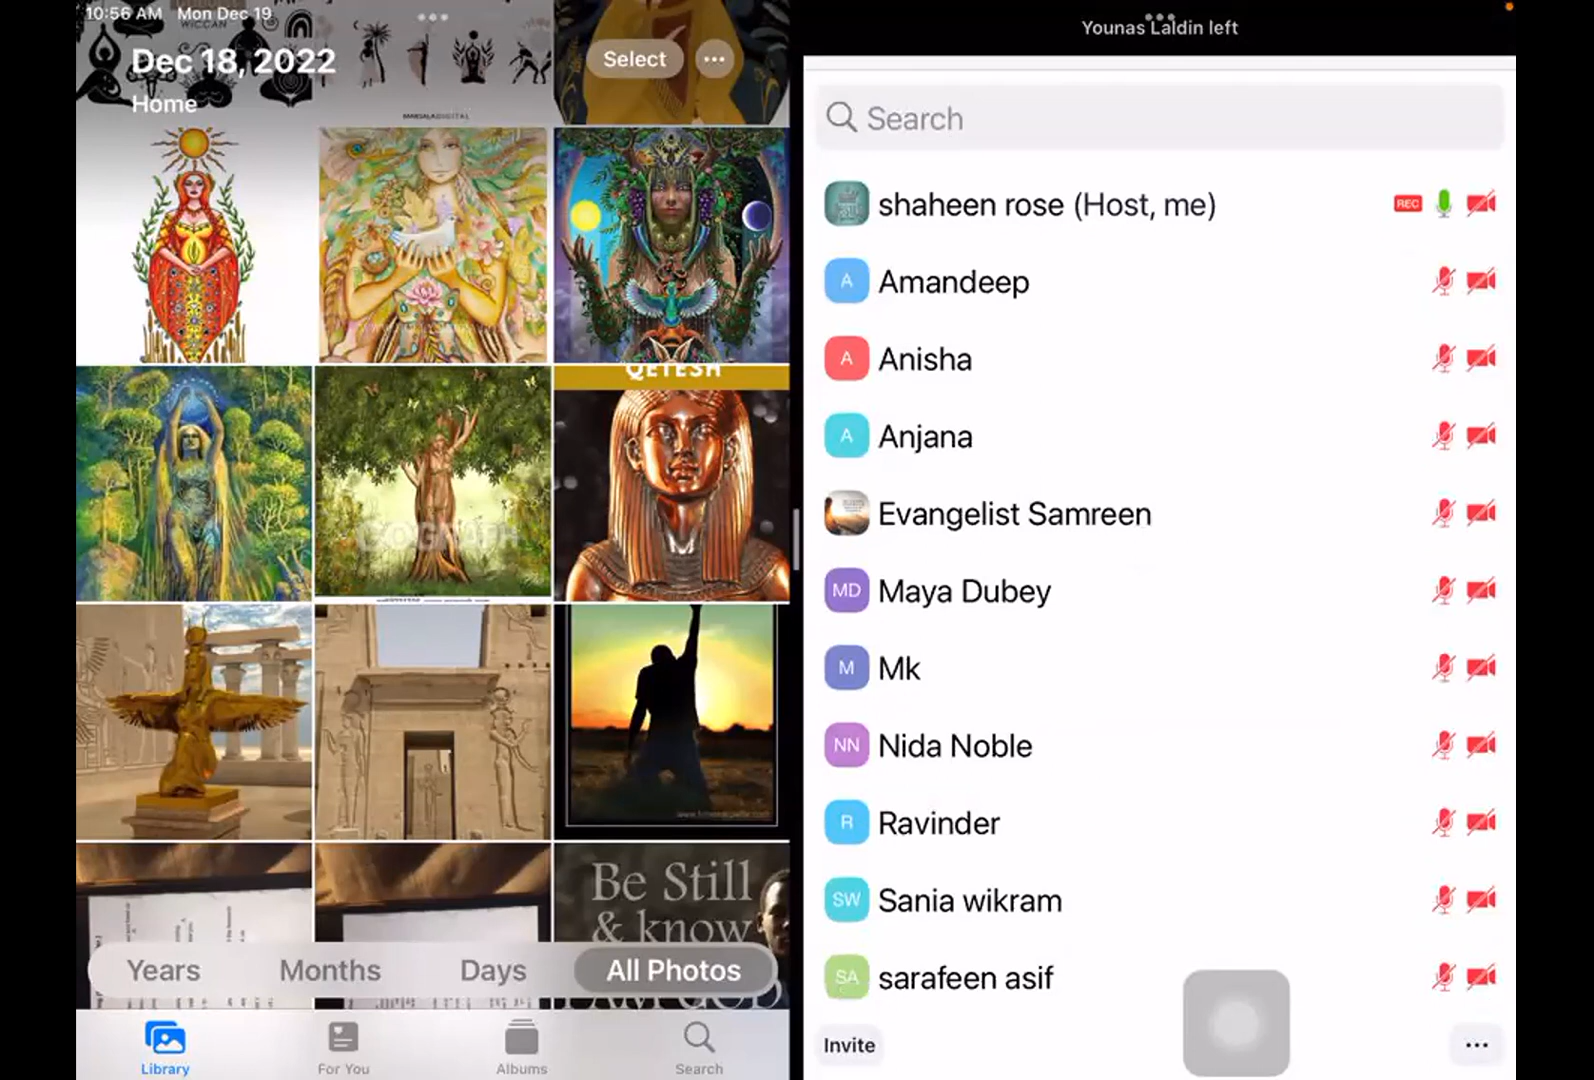 10:56 AM Mon Dec 19
WICCAN
Dec 18, 2022
Home
Select
MANDALADIGITAL
QETESH
Be Still
& know
Years
Months
Days
All Photos
Library
For You
Albums
Search
Younas Laldin left
Search
shaheen rose (Host, me)
REC
A
Amandeep
A
Anisha
A
Anjana
Evangelist Samreen
MD
Maya Dubey
M
Mk
NN
Nida Noble
R
Ravinder
SW
Sania wikram
SA
sarafeen asif
Invite